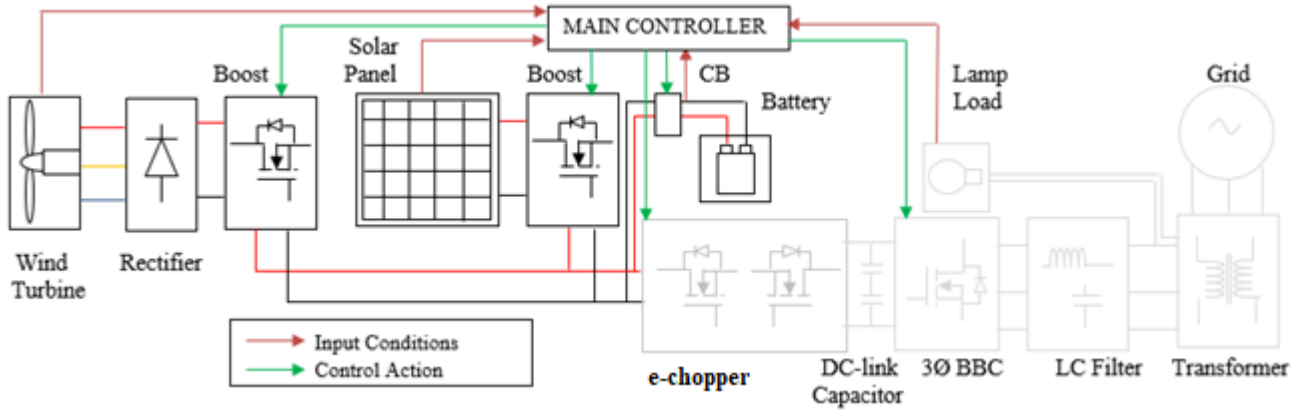 MAIN CONTROLLER
Solar
Panel
Boost
Boost
CB
Battery
Lamp
Load
Grid
Wind
Turbine
Rectifier
Input Conditions
Control Action
e-chopper
DC-link
Capacitor
3Ø BBC
LC Filter
Transformer